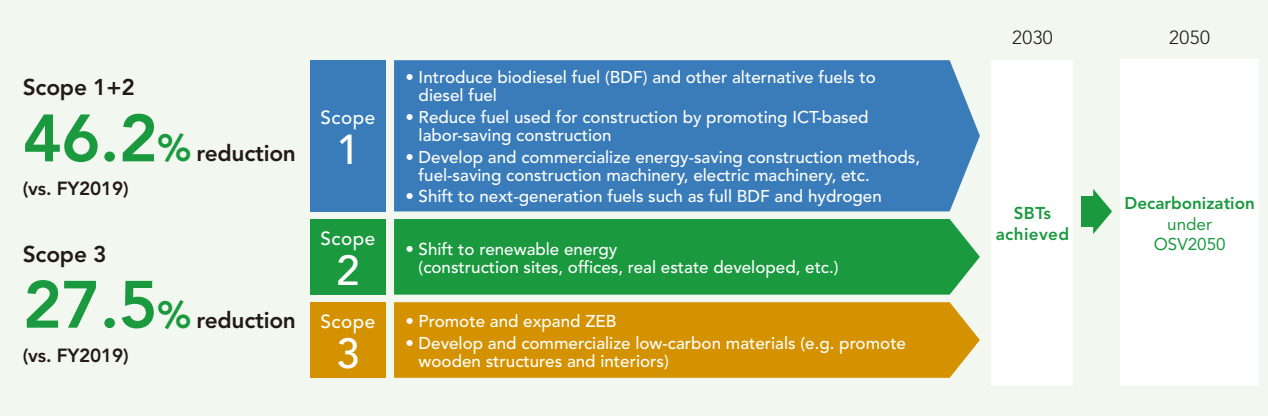 Scope 1+2
46.2% reduction
(vs. FY2019)
Scope 3
27.5% reduction
(vs. FY2019)
Scope
1
• Introduce biodiesel fuel (BDF) and other alternative fuels to
diesel fuel
• Reduce fuel used for construction by promoting ICT-based
labor-saving construction
• Develop and commercialize energy-saving construction methods,
fuel-saving construction machinery, electric machinery, etc.
• Shift to next-generation fuels such as full BDF and hydrogen
Scope
2
• Shift to renewable energy
(construction sites, offices, real estate developed, etc.)
Scope
3
• Promote and expand ZEB
• Develop and commercialize low-carbon materials (e.g. promote
wooden structures and interiors)
2030
SBTs
achieved
2050
Decarbonization
under
OSV2050